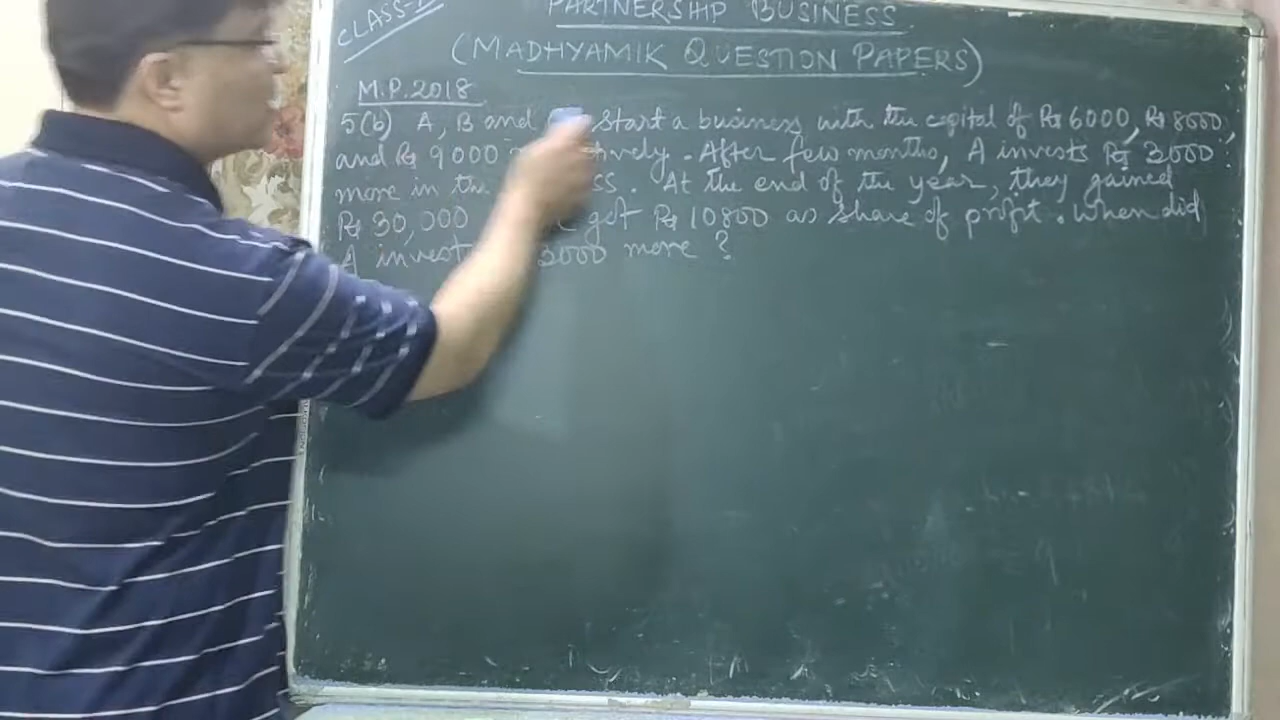 CLASS-X
PARTNERSHIP BUSINESS
(MADHYAMIK QUESTION PAPERS)
M.P. 2018
5(b) A, B and start a business with the capital of Rs 6000, Rs 8000,
and Rs 9000 . After few months, A invests Rs 3000
more in the . At the end of the year, they gained
Rs 30,000 get Rs 10800 as share of profit. When did
A invest 3000 more ?